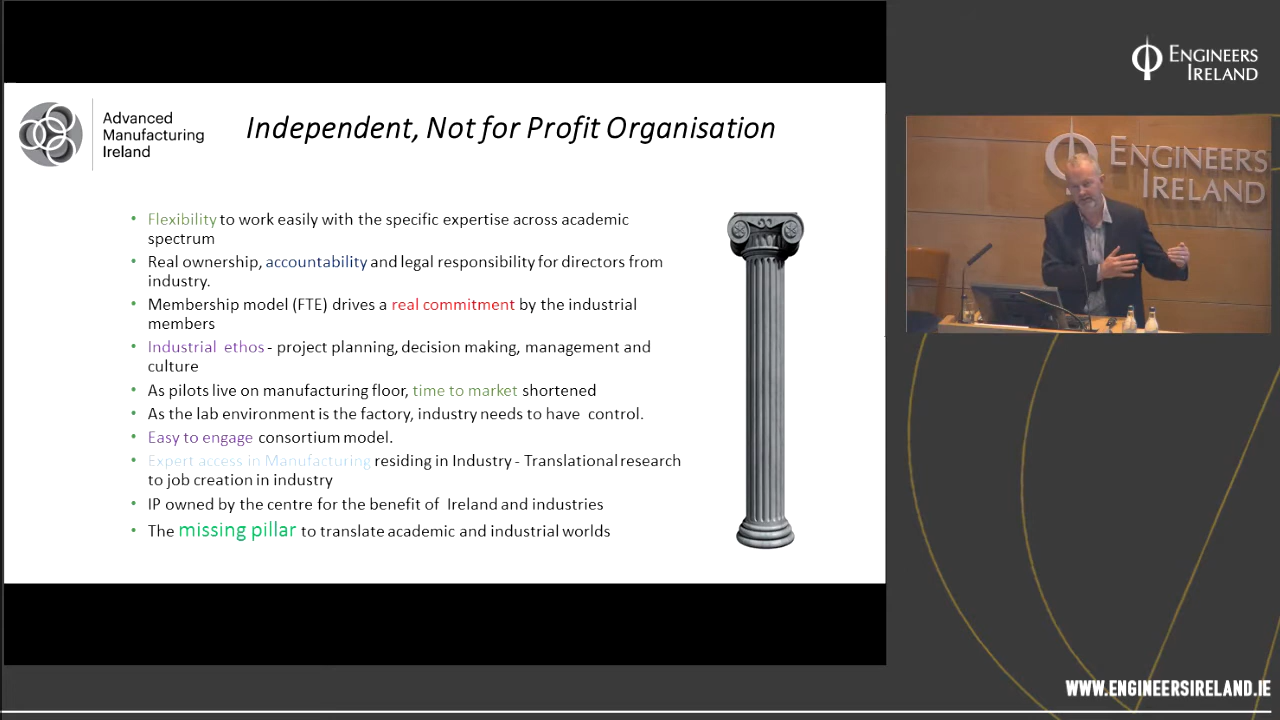 Advanced
Manufacturing
Ireland
Independent, Not for Profit Organisation
• Flexibility to work easily with the specific expertise across academic
spectrum
• Real ownership, accountability and legal responsibility for directors from
industry.
• Membership model (FTE) drives a real commitment by the industrial
members
• Industrial ethos - project planning, decision making, management and
culture
• As pilots live on manufacturing floor, time to market shortened
• As the lab environment is the factory, industry needs to have control.
• Easy to engage consortium model.
• Expert access in Manufacturing residing in Industry - Translational research
to job creation in industry
• IP owned by the centre for the benefit of Ireland and industries
• The missing pillar to translate academic and industrial worlds
ENGINEERS
IRELAND
ENGINEERS
IRELAND
WWW.ENGINEERSIRELAND.IE